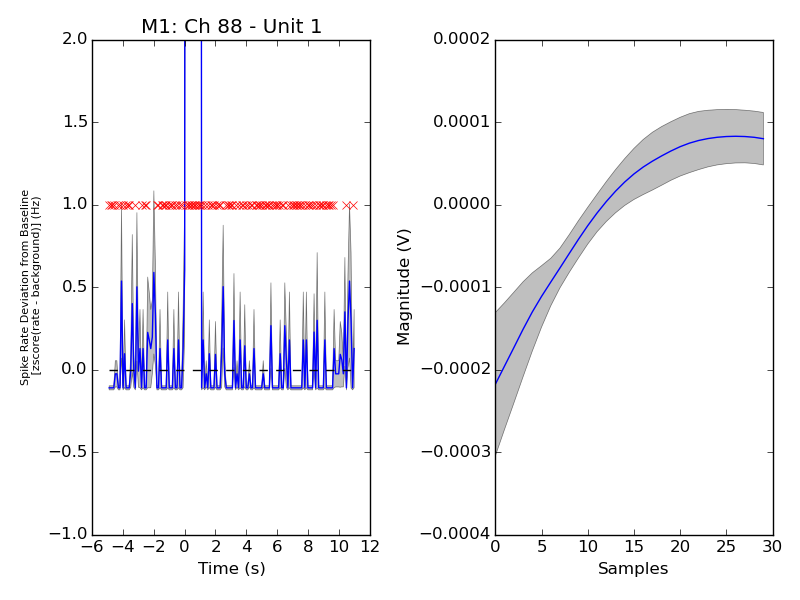 M1: Ch 88 - Unit 1
2.0
1.5
1.0
0.5
0.0
−0.5
−1.0
−6 −4 −2 0 2 4 6 8 10 12
Time (s)
Spike Rate Deviation from Baseline
[zscore(rate - background)] (Hz)
0.0002
0.0001
0.0000
−0.0001
−0.0002
−0.0003
−0.0004
0 5 10 15 20 25 30
Samples
Magnitude (V)